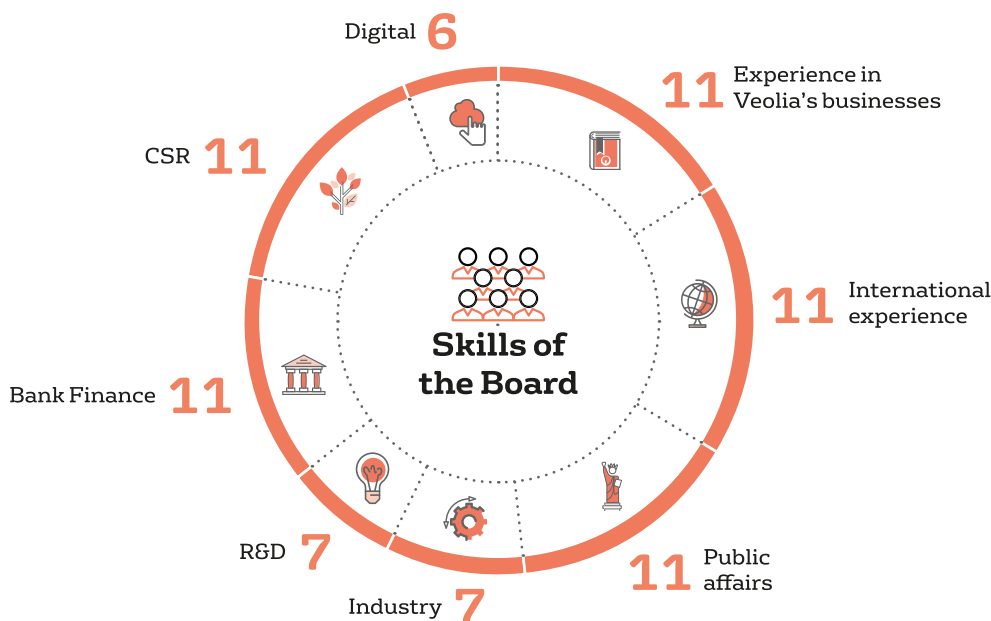 Digital 6
11 Experience in
Veolia's businesses
CSR 11
11 International
experience
Skills of
the Board
Bank Finance 11
R&D 7
11 Public
affairs
Industry 7